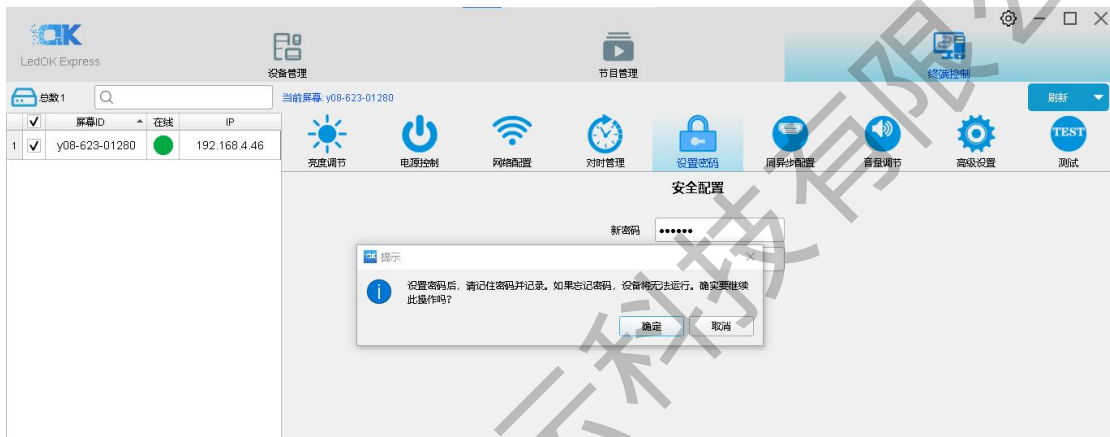 LedOK Express
设备管理
节目管理
终端控制
总数 1
当前屏幕: y08-623-01280
刷新
屏幕ID 在线 IP
1 y08-623-01280 192.168.4.46
亮度调节 电源控制 网络配置 对时管理 设置密码 同异步配置 音量调节 高级设置 测试
TEST
安全配置
新密码 ••••••
提示
设置密码后，请记住密码并记录。如果忘记密码，设备将无法运行。确实要继续
此操作吗?
确定 取消
示科技有限公